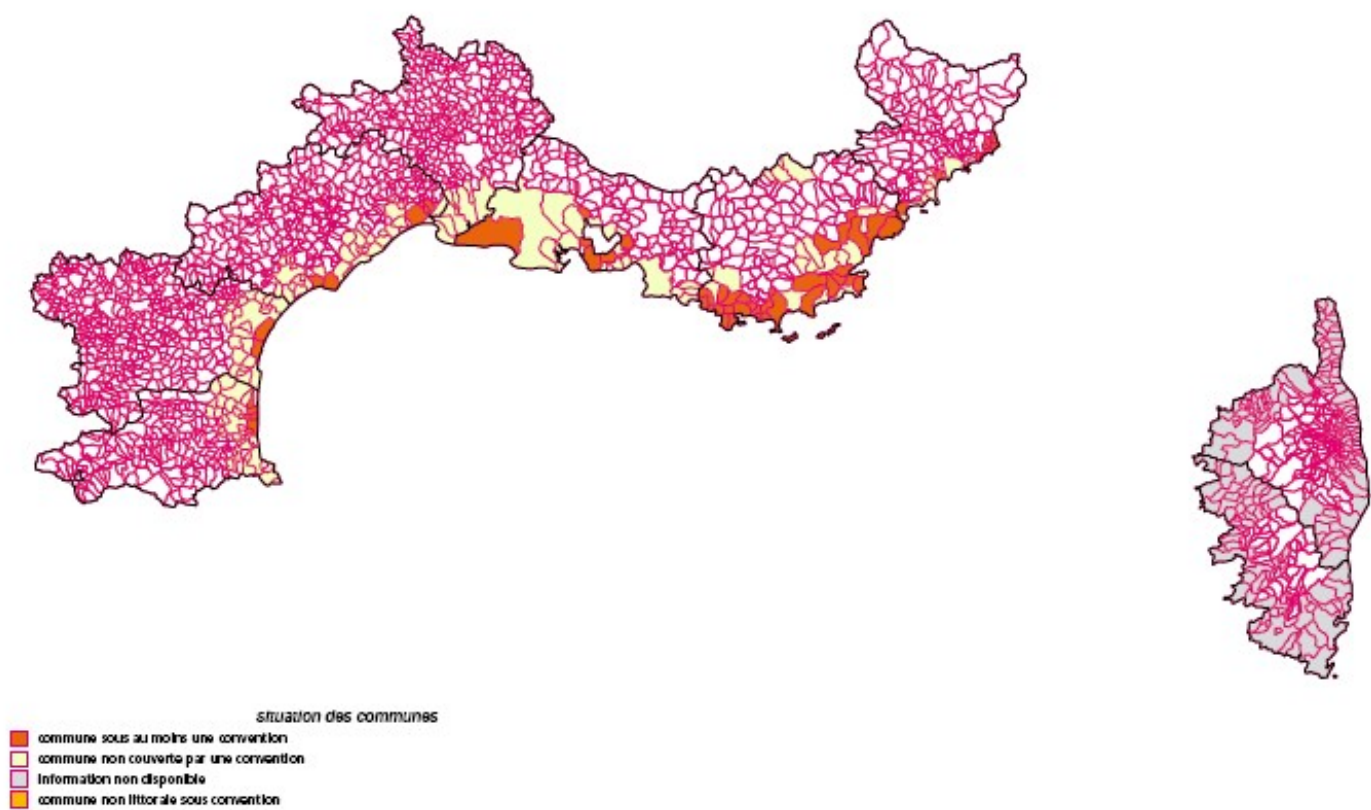 situation des communes
commune sous au moins une convention
commune non couverte par une convention
information non disponible
commune non littorale sous convention